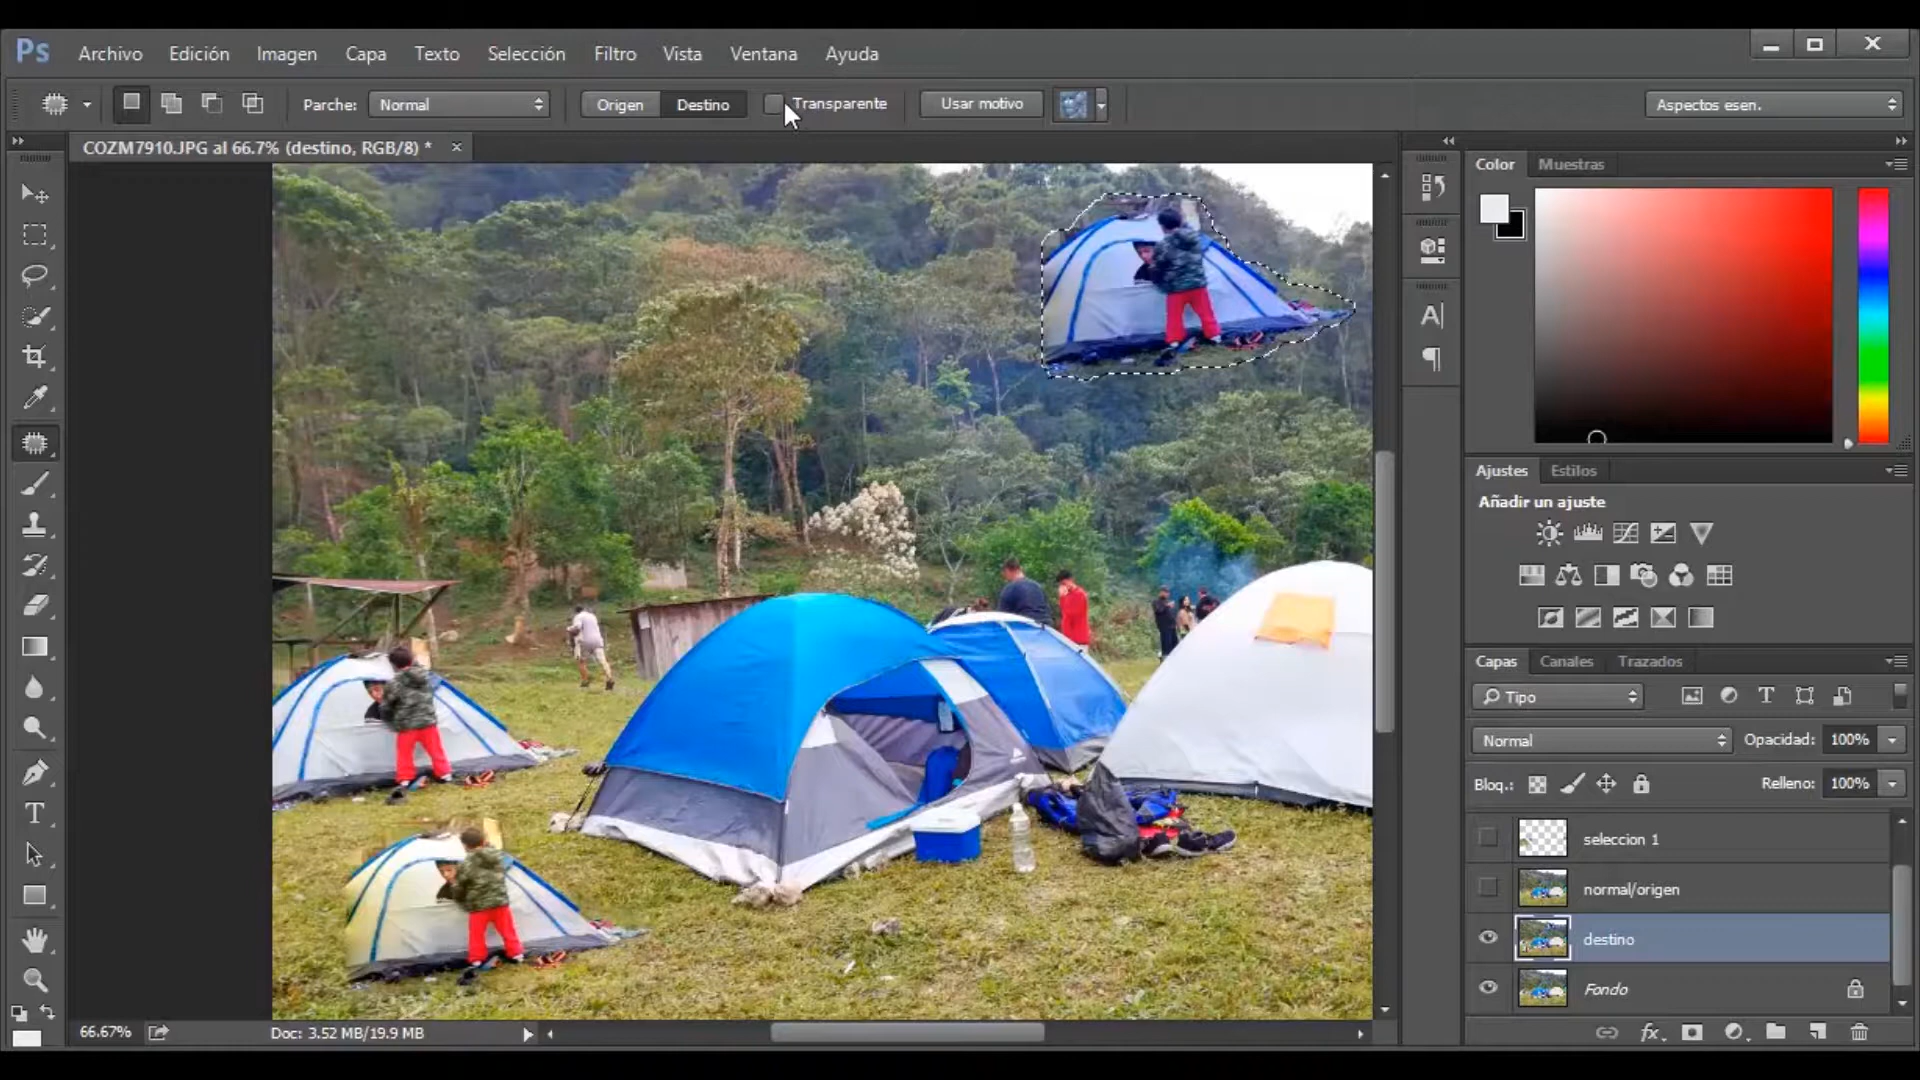 Ps Archivo Edición Imagen Capa Texto Selección Filtro Vista Ventana Ayuda
Parche: Normal Origen Destino Transparente Usar motivo Aspectos esen.
COZM7910.JPG al 66.7% (destino, RGB/8) *
Color Muestras
Ajustes Estilos
Añadir un ajuste
Capas Canales Trazados
Tipo
Normal Opacidad: 100%
Bloq.: Relleno: 100%
seleccion 1
normal/origen
destino
Fondo
66.67% Doc: 3.52 MB/19.9 MB
fx